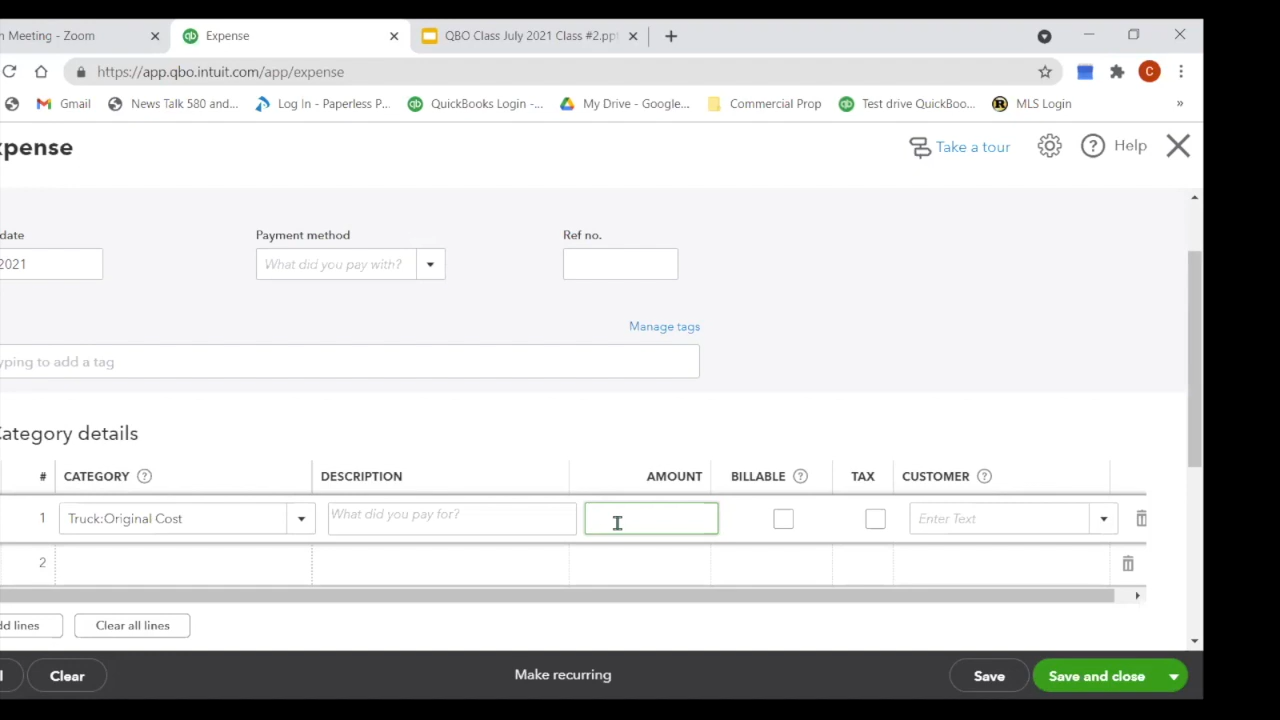 Meeting - Zoom
Expense
QBO Class July 2021 Class #2.ppt
https://app.qbo.intuit.com/app/expense
C
Gmail
News Talk 580 and...
Log In - Paperless P...
QuickBooks Login -...
My Drive - Google...
Commercial Prop
Test drive QuickBoo...
MLS Login
»
xpense
Take a tour
? Help
date
Payment method
Ref no.
2021
What did you pay with?
Manage tags
yping to add a tag
Category details
# CATEGORY ? DESCRIPTION AMOUNT BILLABLE ? TAX CUSTOMER ?
1 Truck:Original Cost What did you pay for? Enter Text
2
dd lines Clear all lines
l Clear Make recurring Save Save and close